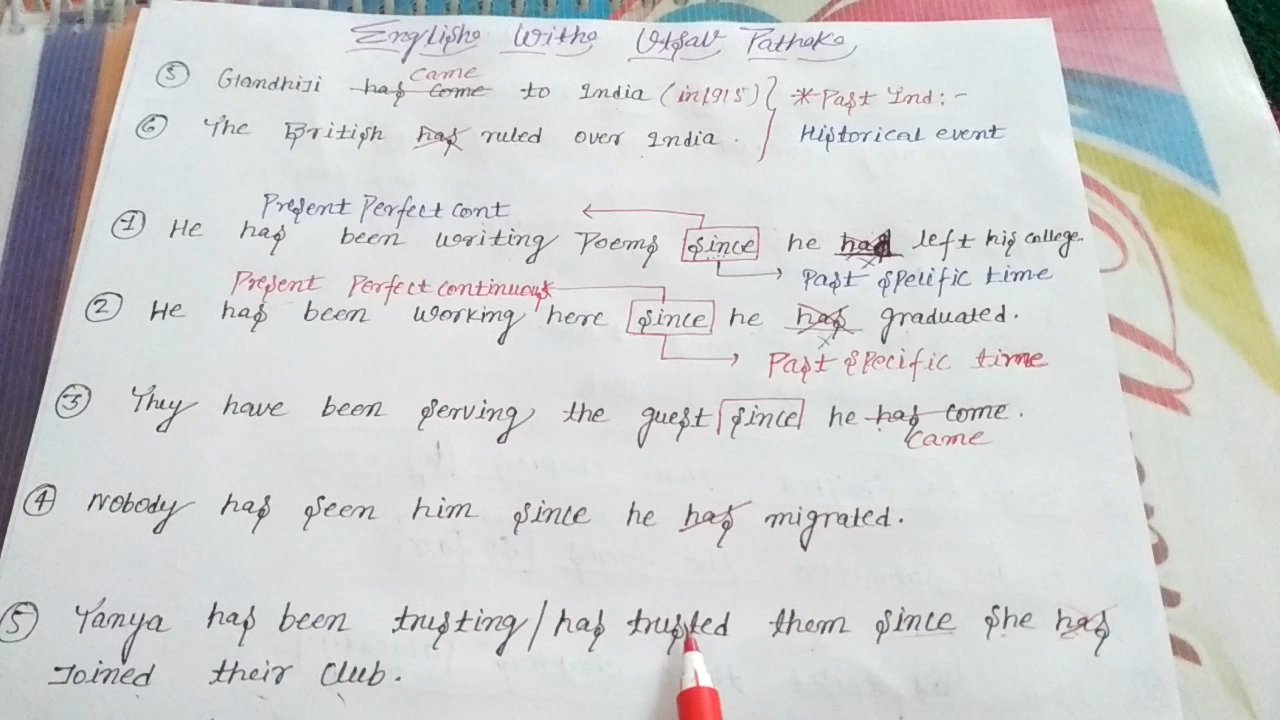 English With Utsav Pathak
came
⑤ Gandhiji has come to India (in 1915) } * Past Ind:-
⑥ The British has ruled over India. Historical event
Present Perfect cont
① He has been writing Poems since he has left his college.
Past specific time
Present Perfect continuous
② He has been working here since he has graduated.
Past specific time
③ They have been serving the guest since he has come.
came
④ Nobody has seen him since he has migrated.
⑤ Tanya has been trusting/has trusted them since she has
Joined their club.